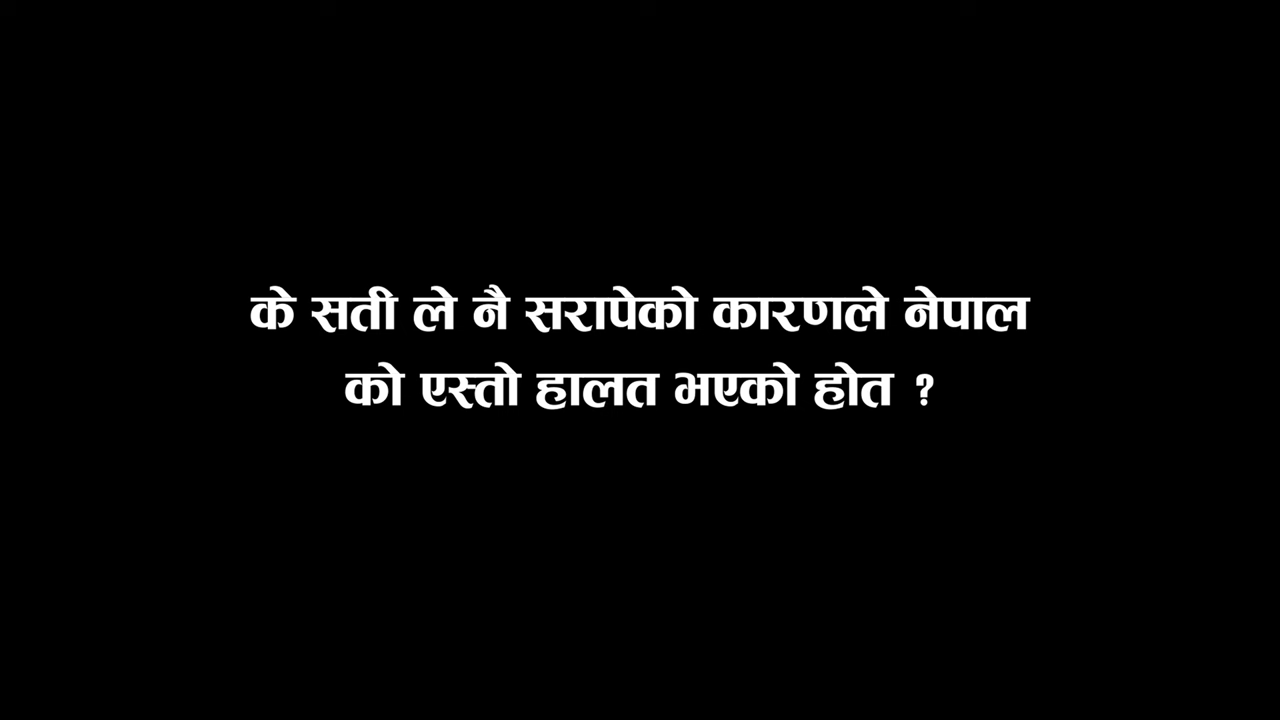 के सती ले नै सरापेको कारणले नेपाल
को एस्तो हालत भएको होत ?